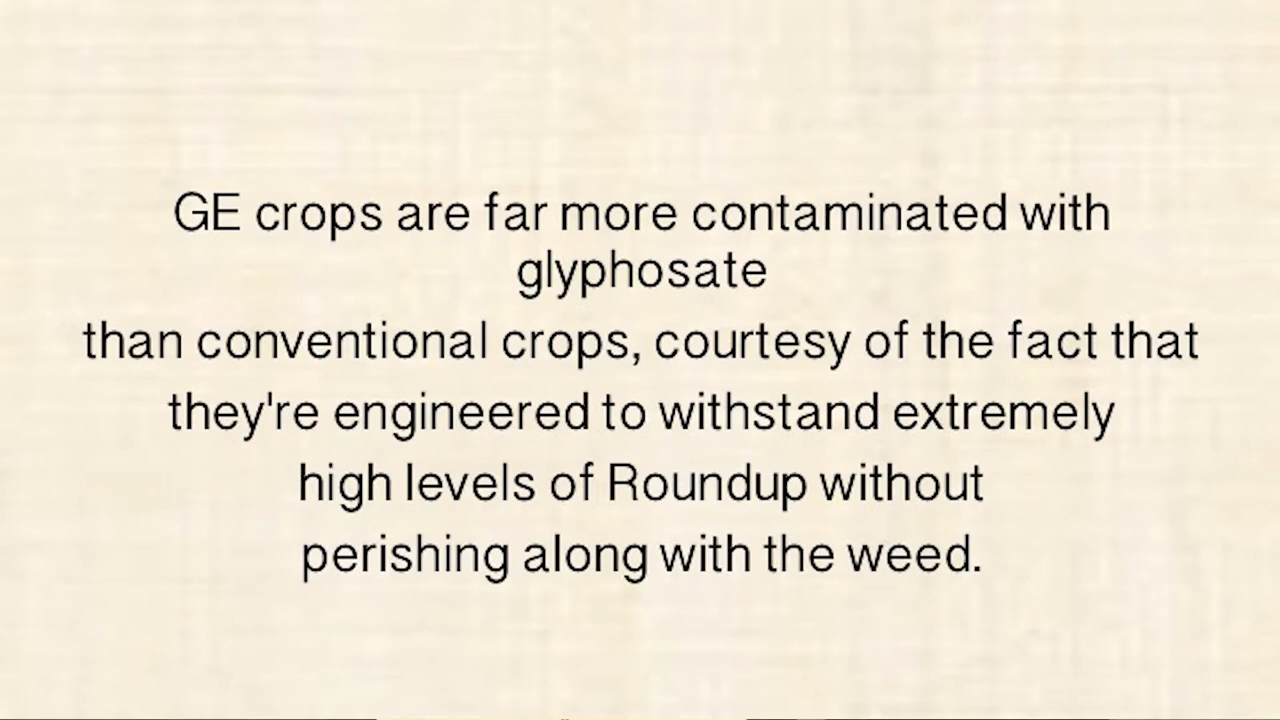 GE crops are far more contaminated with
glyphosate
than conventional crops, courtesy of the fact that
they're engineered to withstand extremely
high levels of Roundup without
perishing along with the weed.